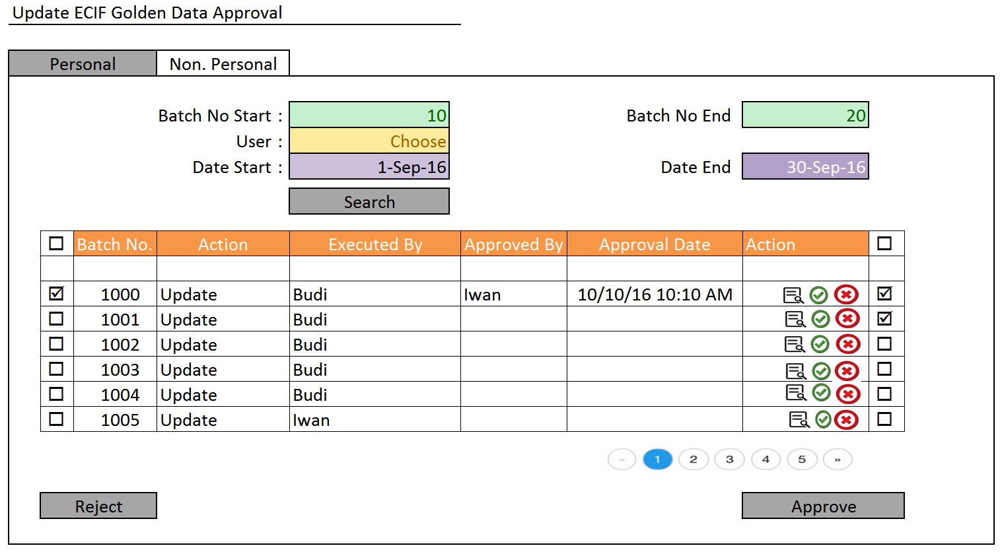 Update ECIF Golden Data Approval
Personal Non. Personal
Batch No Start : 10 Batch No End 20
User : Choose
Date Start : 1-Sep-16 Date End 30-Sep-16
Search
Batch No. Action Executed By Approved By Approval Date Action
1000 Update Budi Iwan 10/10/16 10:10 AM
1001 Update Budi
1002 Update Budi
1003 Update Budi
1004 Update Budi
1005 Update Iwan
« 1 2 3 4 5 »
Reject Approve